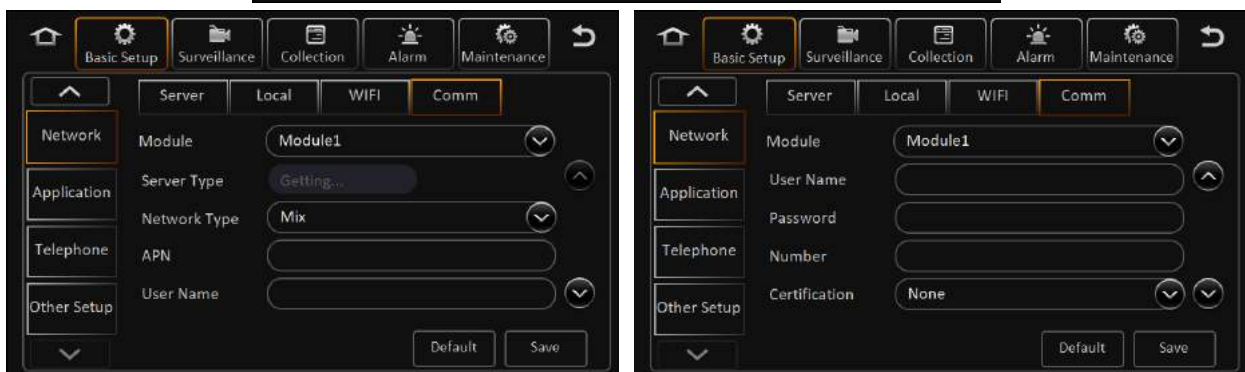 Basic Setup Surveillance Collection Alarm Maintenance
Server Local WIFI Comm
Network
Application
Telephone
Other Setup
Module Module1
Server Type Getting...
Network Type Mix
APN
User Name
Default Save
Basic Setup Surveillance Collection Alarm Maintenance
Server Local WIFI Comm
Network
Application
Telephone
Other Setup
Module Module1
User Name
Password
Number
Certification None
Default Save